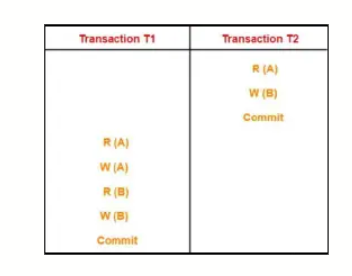 Transaction T1 Transaction T2
R (A)
W (B)
Commit
R (A)
W (A)
R (B)
W (B)
Commit